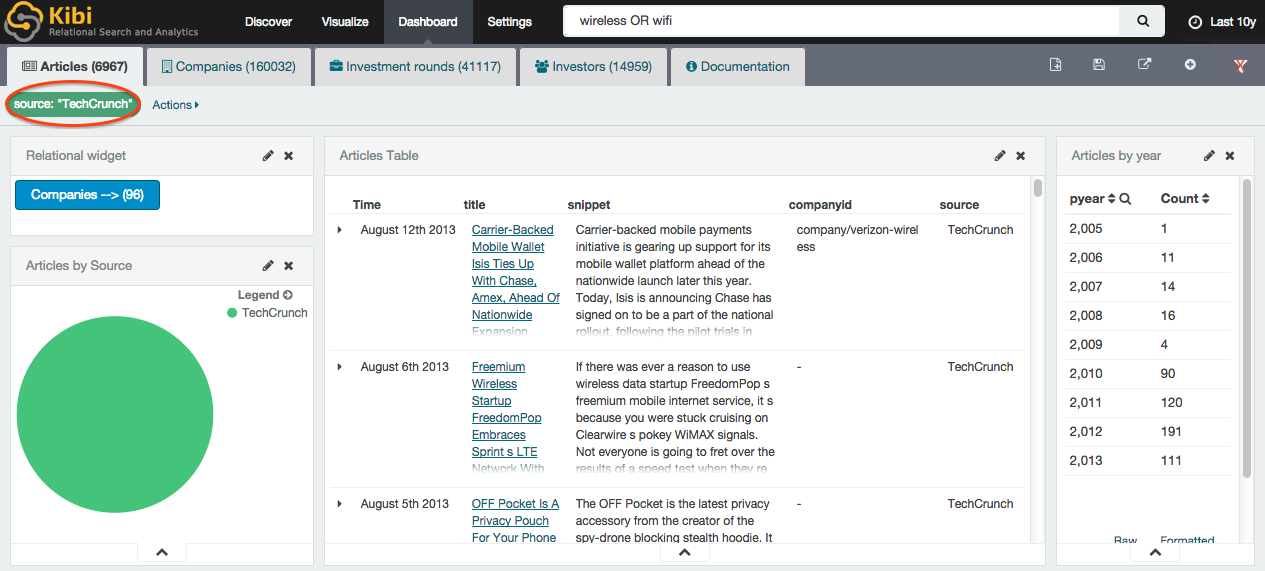 Kibi
Relational Search and Analytics
Discover
Visualize
Dashboard
Settings
wireless OR wifi
Last 10y
Articles (6967)
Companies (160032)
Investment rounds (41117)
Investors (14959)
Documentation
source: "TechCrunch"
Actions
Relational widget
Companies --> (96)
Articles by Source
Legend
TechCrunch
Articles Table
Time title snippet companyid source
August 12th 2013
Carrier-Backed
Mobile Wallet
Isis Ties Up
With Chase,
Amex, Ahead Of
Nationwide
Expansion
Carrier-backed mobile payments
initiative is gearing up support for its
mobile wallet platform ahead of the
nationwide launch later this year.
Today, Isis is announcing Chase has
signed on to be a part of the national
rollout, following the pilot trials in
company/verizon-wirel
ess
TechCrunch
August 6th 2013
Freemium
Wireless
Startup
FreedomPop
Embraces
Sprint s LTE
Network With
If there was ever a reason to use
wireless data startup FreedomPop s
freemium mobile internet service, it s
because you were stuck cruising on
Clearwire s pokey WiMAX signals.
Not everyone is going to fret over the
results of a speed test when they re
-
TechCrunch
August 5th 2013
OFF Pocket Is A
Privacy Pouch
For Your Phone
The OFF Pocket is the latest privacy
accessory from the creator of the
spy-drone blocking stealth hoodie. It
-
TechCrunch
Articles by year
pyear Count
2,005 1
2,006 11
2,007 14
2,008 16
2,009 4
2,010 90
2,011 120
2,012 191
2,013 111
Raw Formatted